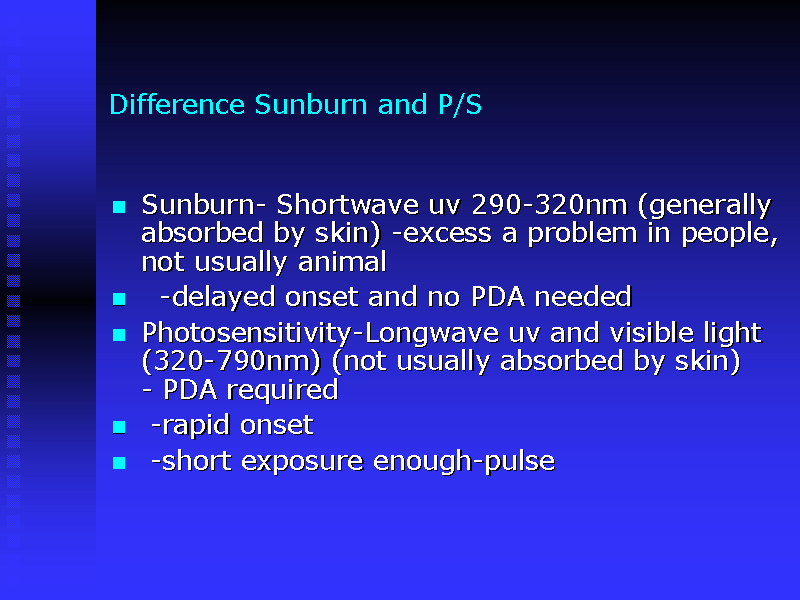 Difference Sunburn and P/S
Sunburn- Shortwave uv 290-320nm (generally
absorbed by skin) -excess a problem in people,
not usually animal
-delayed onset and no PDA needed
Photosensitivity-Longwave uv and visible light
(320-790nm) (not usually absorbed by skin)
- PDA required
-rapid onset
-short exposure enough-pulse